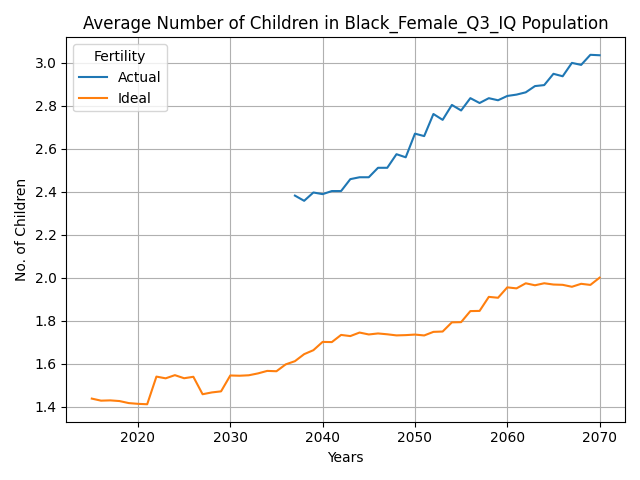 Average Number of Children in Black_Female_Q3_IQ Population
Fertility
Actual
Ideal
No. of Children
3.0
2.8
2.6
2.4
2.2
2.0
1.8
1.6
1.4
2020 2030 2040 2050 2060 2070
Years